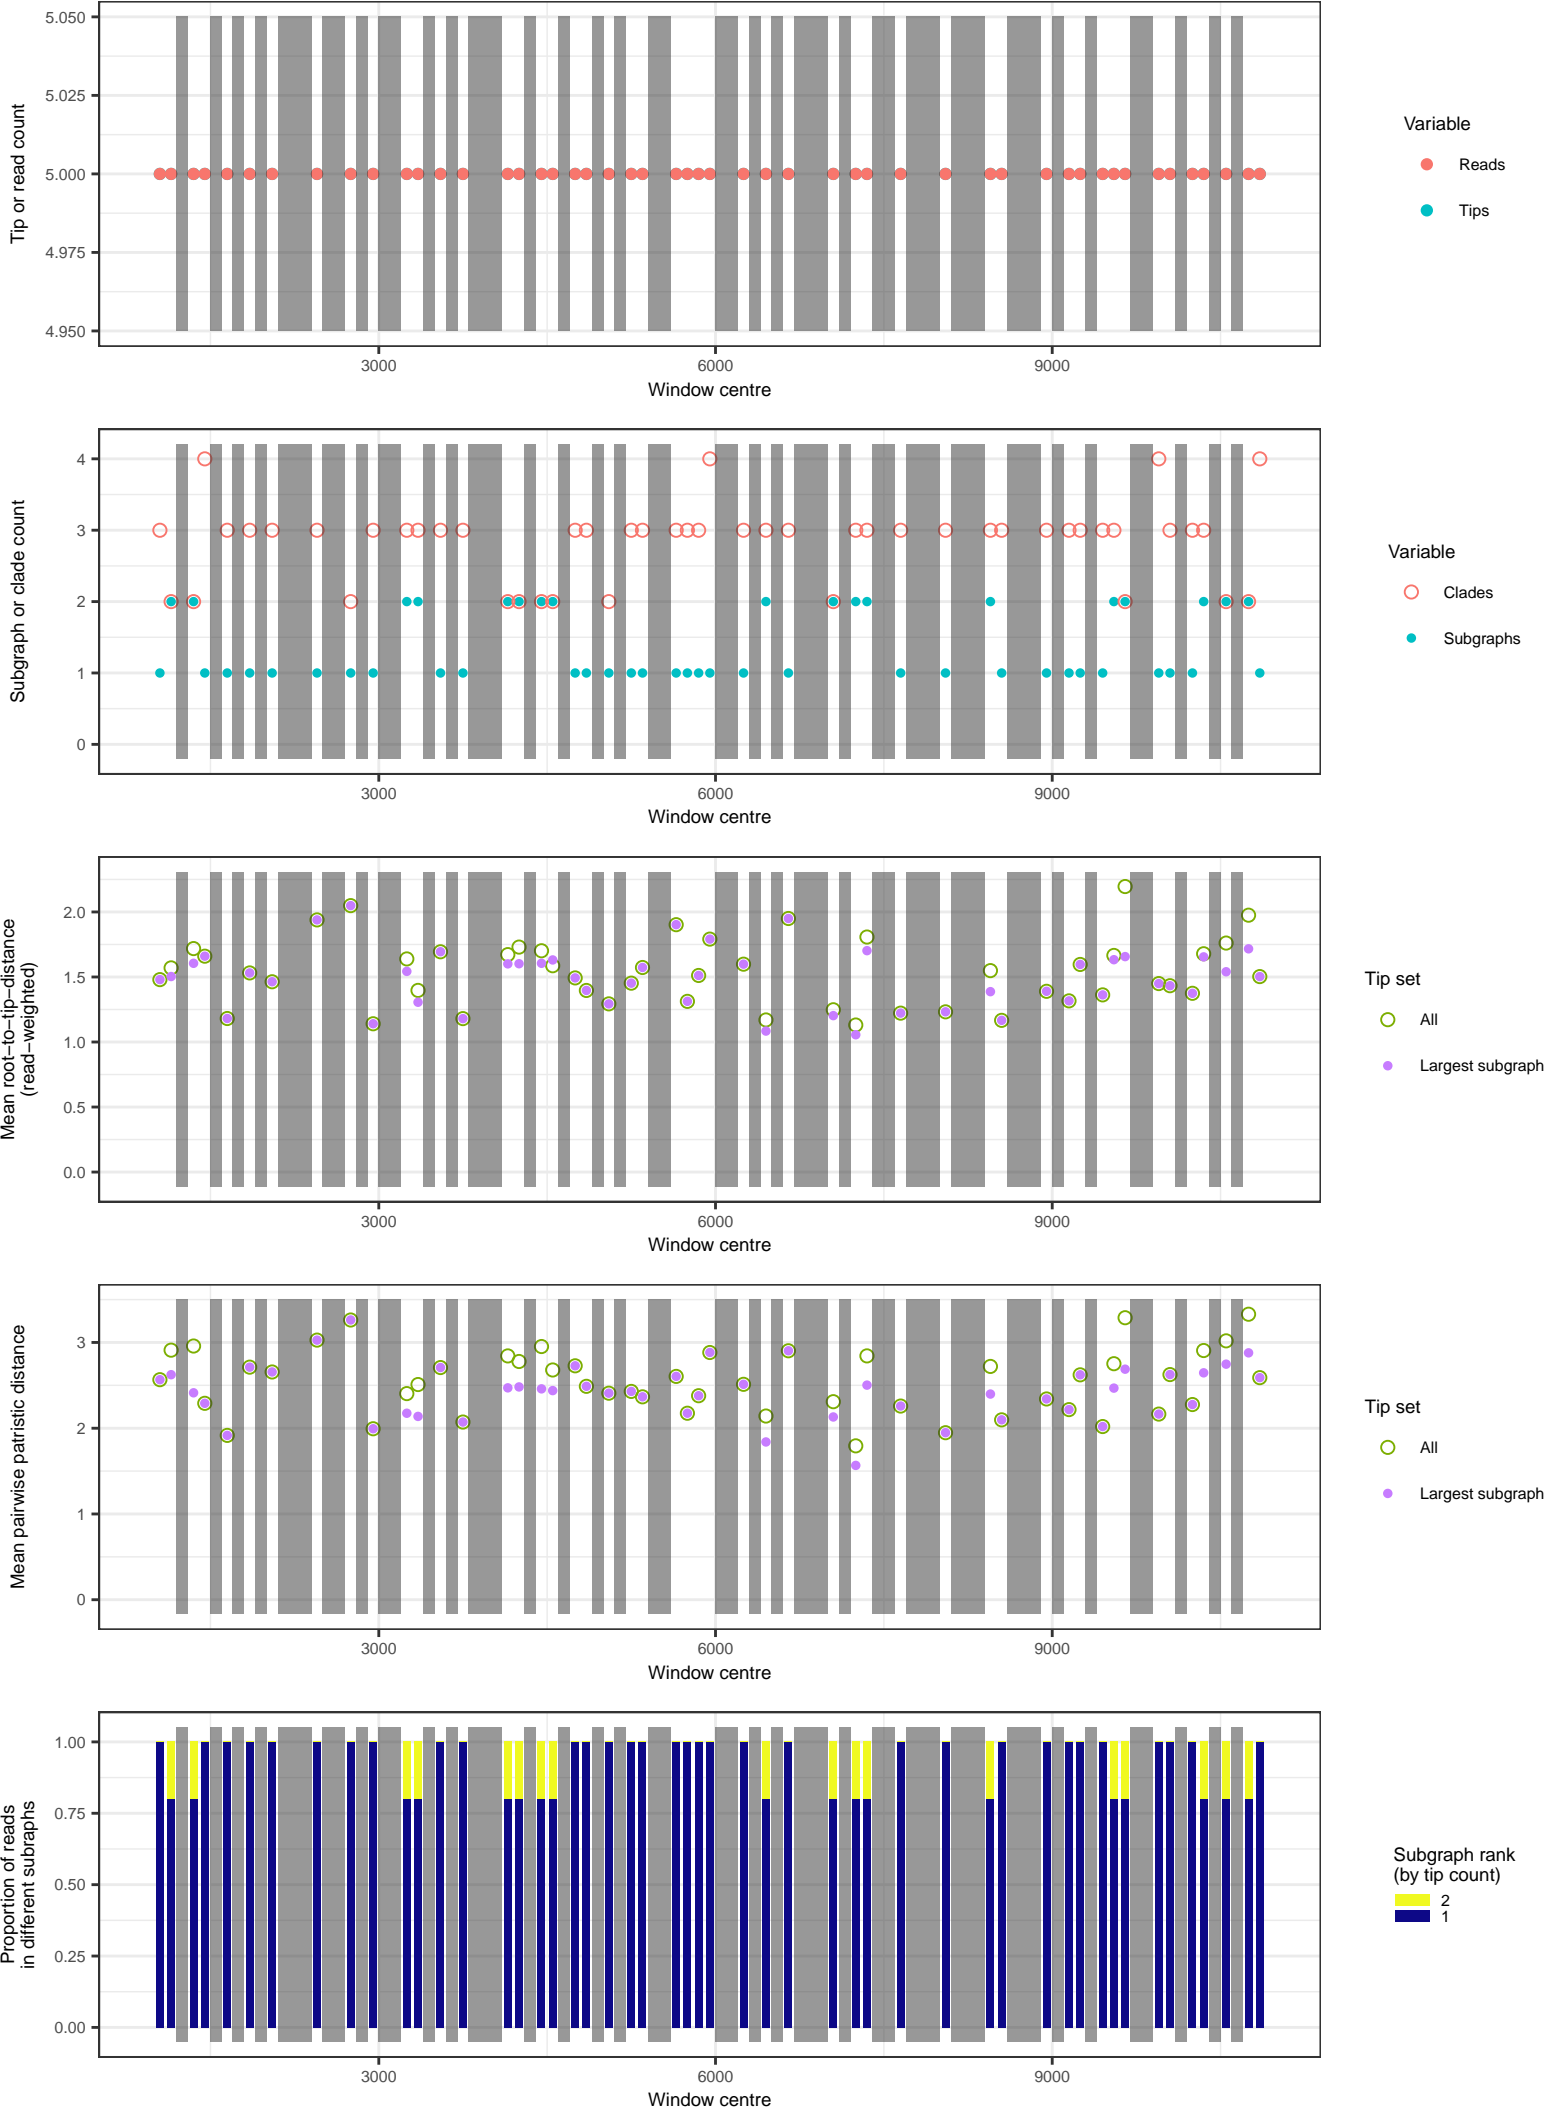 5.050
5.025
5.000
4.975
4.950
Tip or read count
3000 6000 9000
Window centre
Variable
Reads
Tips
4
3
2
1
0
Subgraph or clade count
3000 6000 9000
Window centre
Variable
Clades
Subgraphs
2.0
1.5
1.0
0.5
0.0
Mean root−to−tip−distance
(read−weighted)
3000 6000 9000
Window centre
Tip set
All
Largest subgraph
3
2
1
0
Mean pairwise patristic distance
3000 6000 9000
Window centre
Tip set
All
Largest subgraph
1.00
0.75
0.50
0.25
0.00
Proportion of reads
in different subraphs
3000 6000 9000
Window centre
Subgraph rank
(by tip count)
2
1